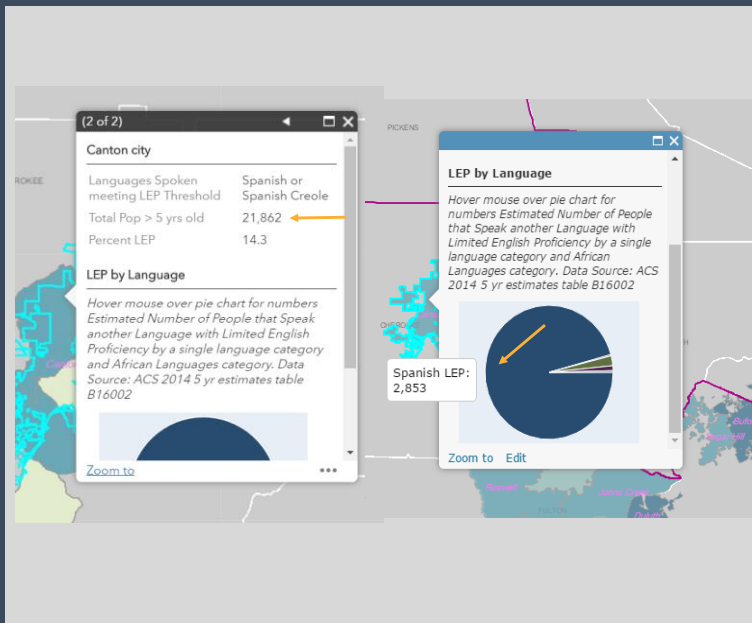 (2 of 2)
Canton city
Languages Spoken
meeting LEP Threshold
Spanish or
Spanish Creole
Total Pop > 5 yrs old
21,862
Percent LEP
14.3
LEP by Language
Hover mouse over pie chart for numbers
Estimated Number of People that Speak
another Language with Limited English
Proficiency by a single language category
and African Languages category. Data
Source: ACS 2014 5 yr estimates table
B16002
Zoom to
PICKENS
LEP by Language
Hover mouse over pie chart for
numbers Estimated Number of People
that Speak another Language with
Limited English Proficiency by a single
language category and African
Languages category. Data Source: ACS
2014 5 yr estimates table B16002
Spanish LEP:
2,853
Zoom to Edit
Roswell
Johns Creek
FULTON
Duluth